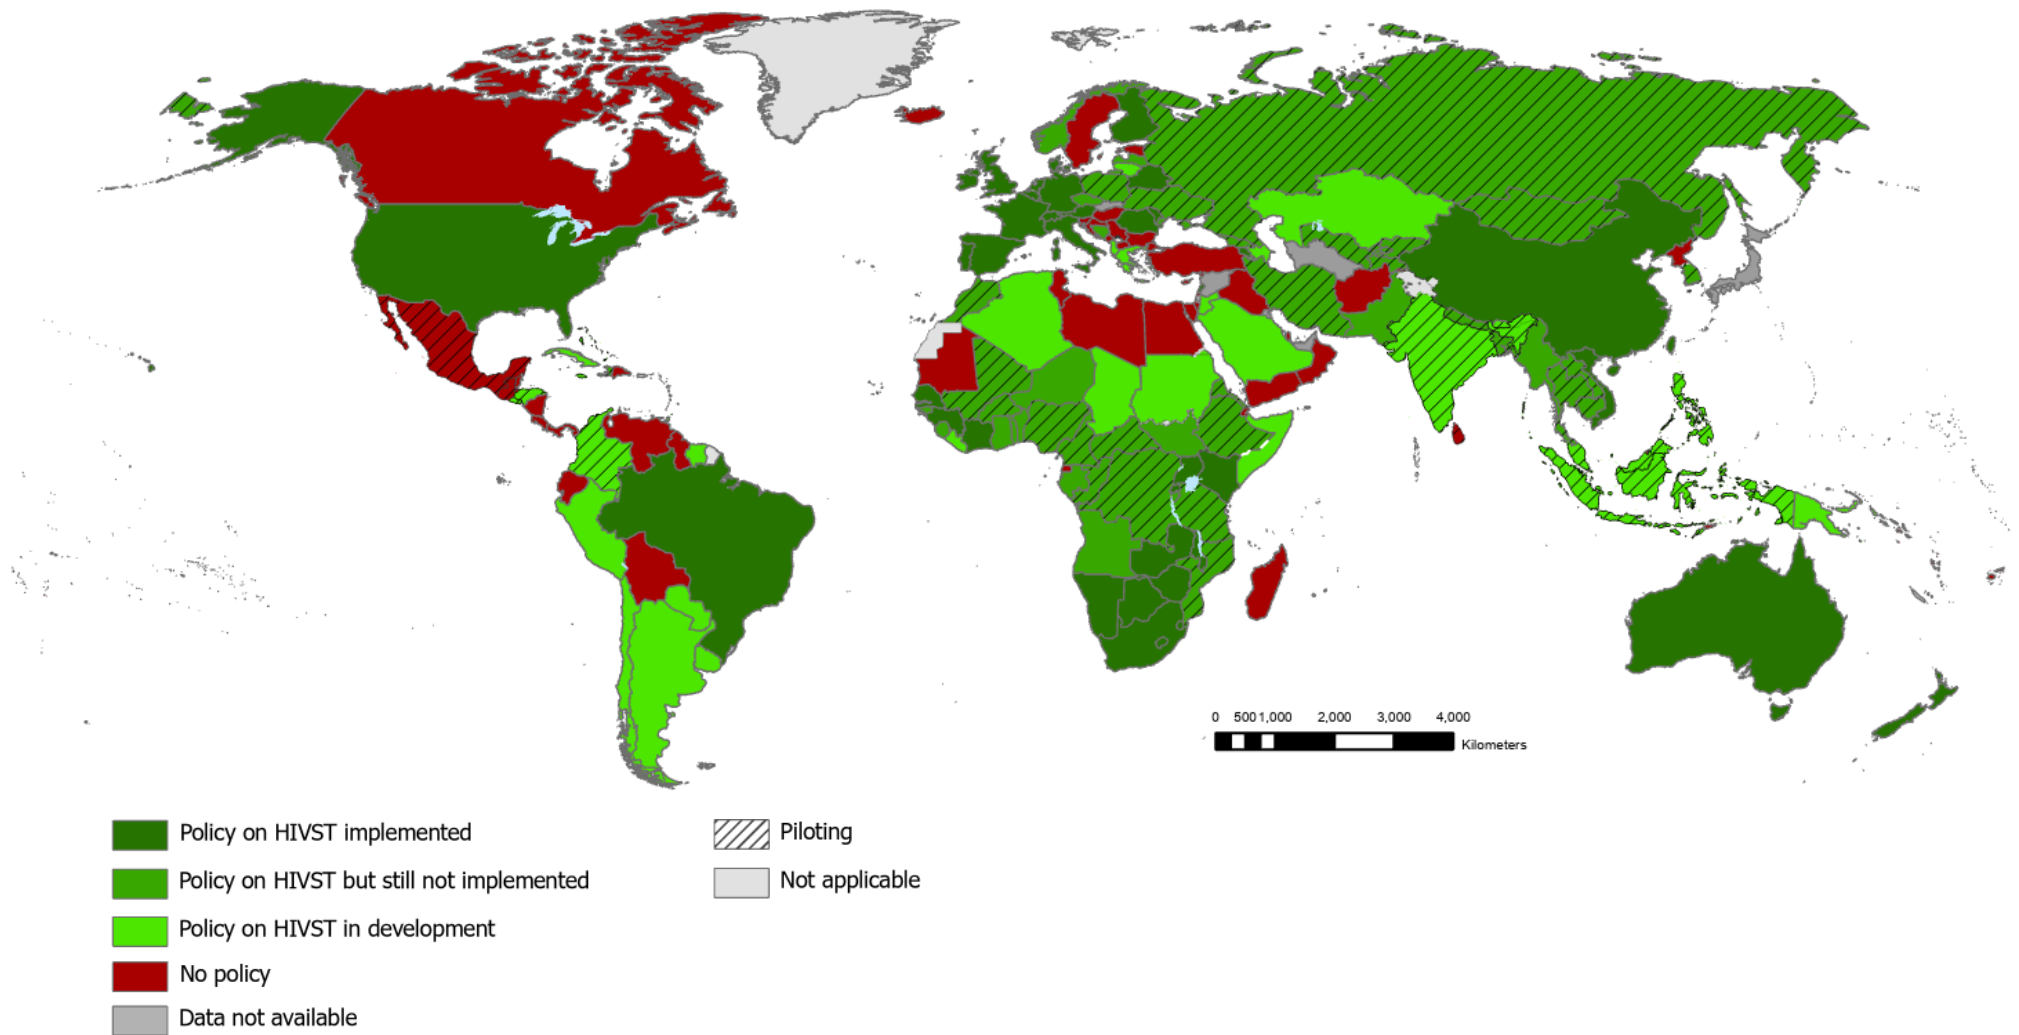 0 500 1,000 2,000 3,000 4,000
Kilometers
Policy on HIVST implemented
Policy on HIVST but still not implemented
Policy on HIVST in development
No policy
Data not available
Piloting
Not applicable